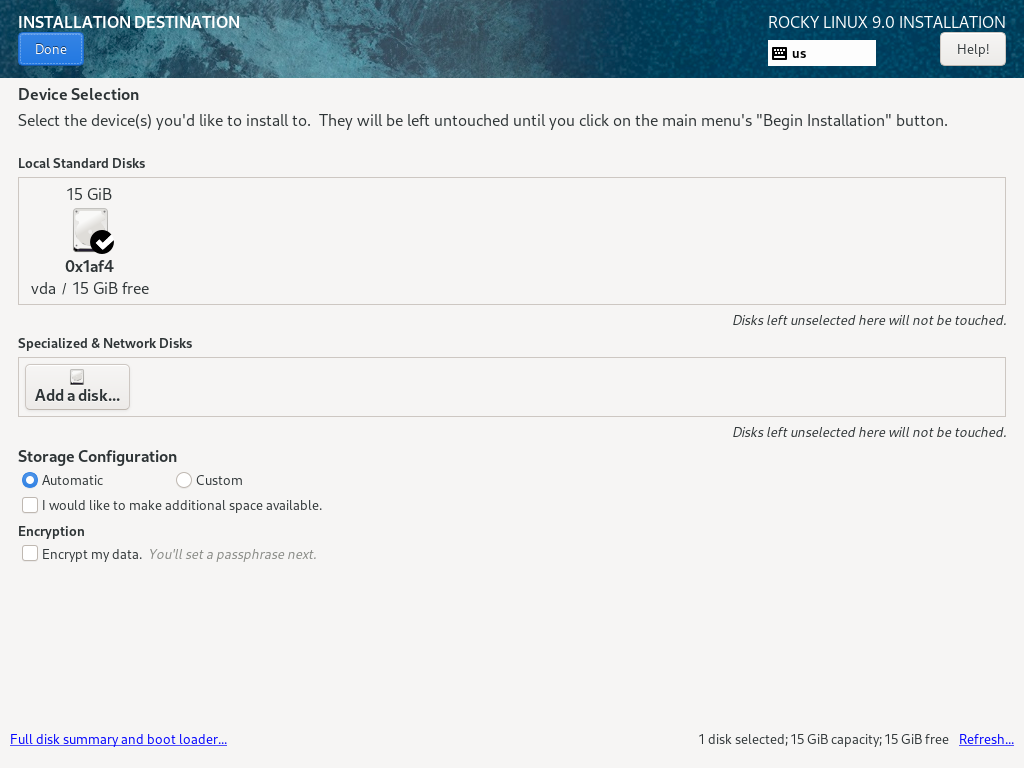 INSTALLATION DESTINATION
ROCKY LINUX 9.0 INSTALLATION
Done
us
Help!
Device Selection
Select the device(s) you'd like to install to.  They will be left untouched until you click on the main menu's "Begin Installation" button.
Local Standard Disks
15 GiB
0x1af4
vda / 15 GiB free
Disks left unselected here will not be touched.
Specialized & Network Disks
Add a disk...
Disks left unselected here will not be touched.
Storage Configuration
Automatic
Custom
I would like to make additional space available.
Encryption
Encrypt my data. You'll set a passphrase next.
Full disk summary and boot loader...
1 disk selected; 15 GiB capacity; 15 GiB free
Refresh...